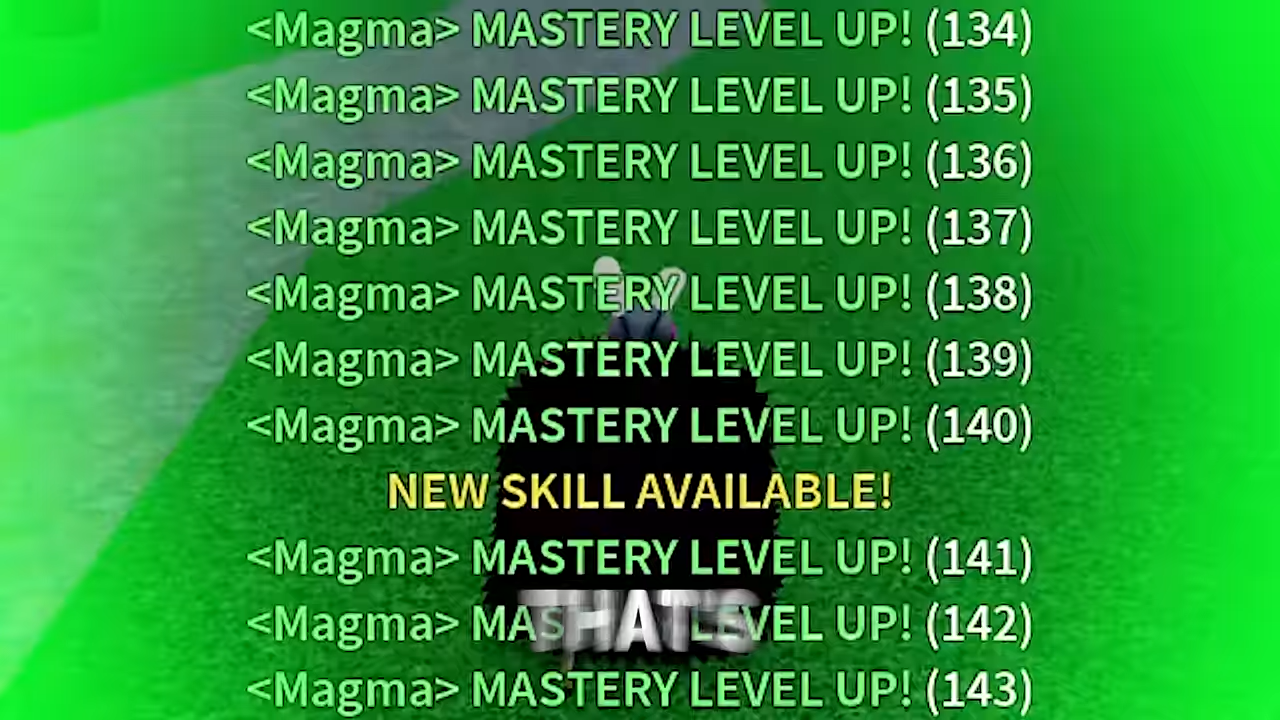 <Magma> MASTERY LEVEL UP! (134)
<Magma> MASTERY LEVEL UP! (135)
<Magma> MASTERY LEVEL UP! (136)
<Magma> MASTERY LEVEL UP! (137)
<Magma> MASTERY LEVEL UP! (138)
<Magma> MASTERY LEVEL UP! (139)
<Magma> MASTERY LEVEL UP! (140)
NEW SKILL AVAILABLE!
<Magma> MASTERY LEVEL UP! (141)
THATS
<Magma> MASTERY LEVEL UP! (142)
<Magma> MASTERY LEVEL UP! (143)